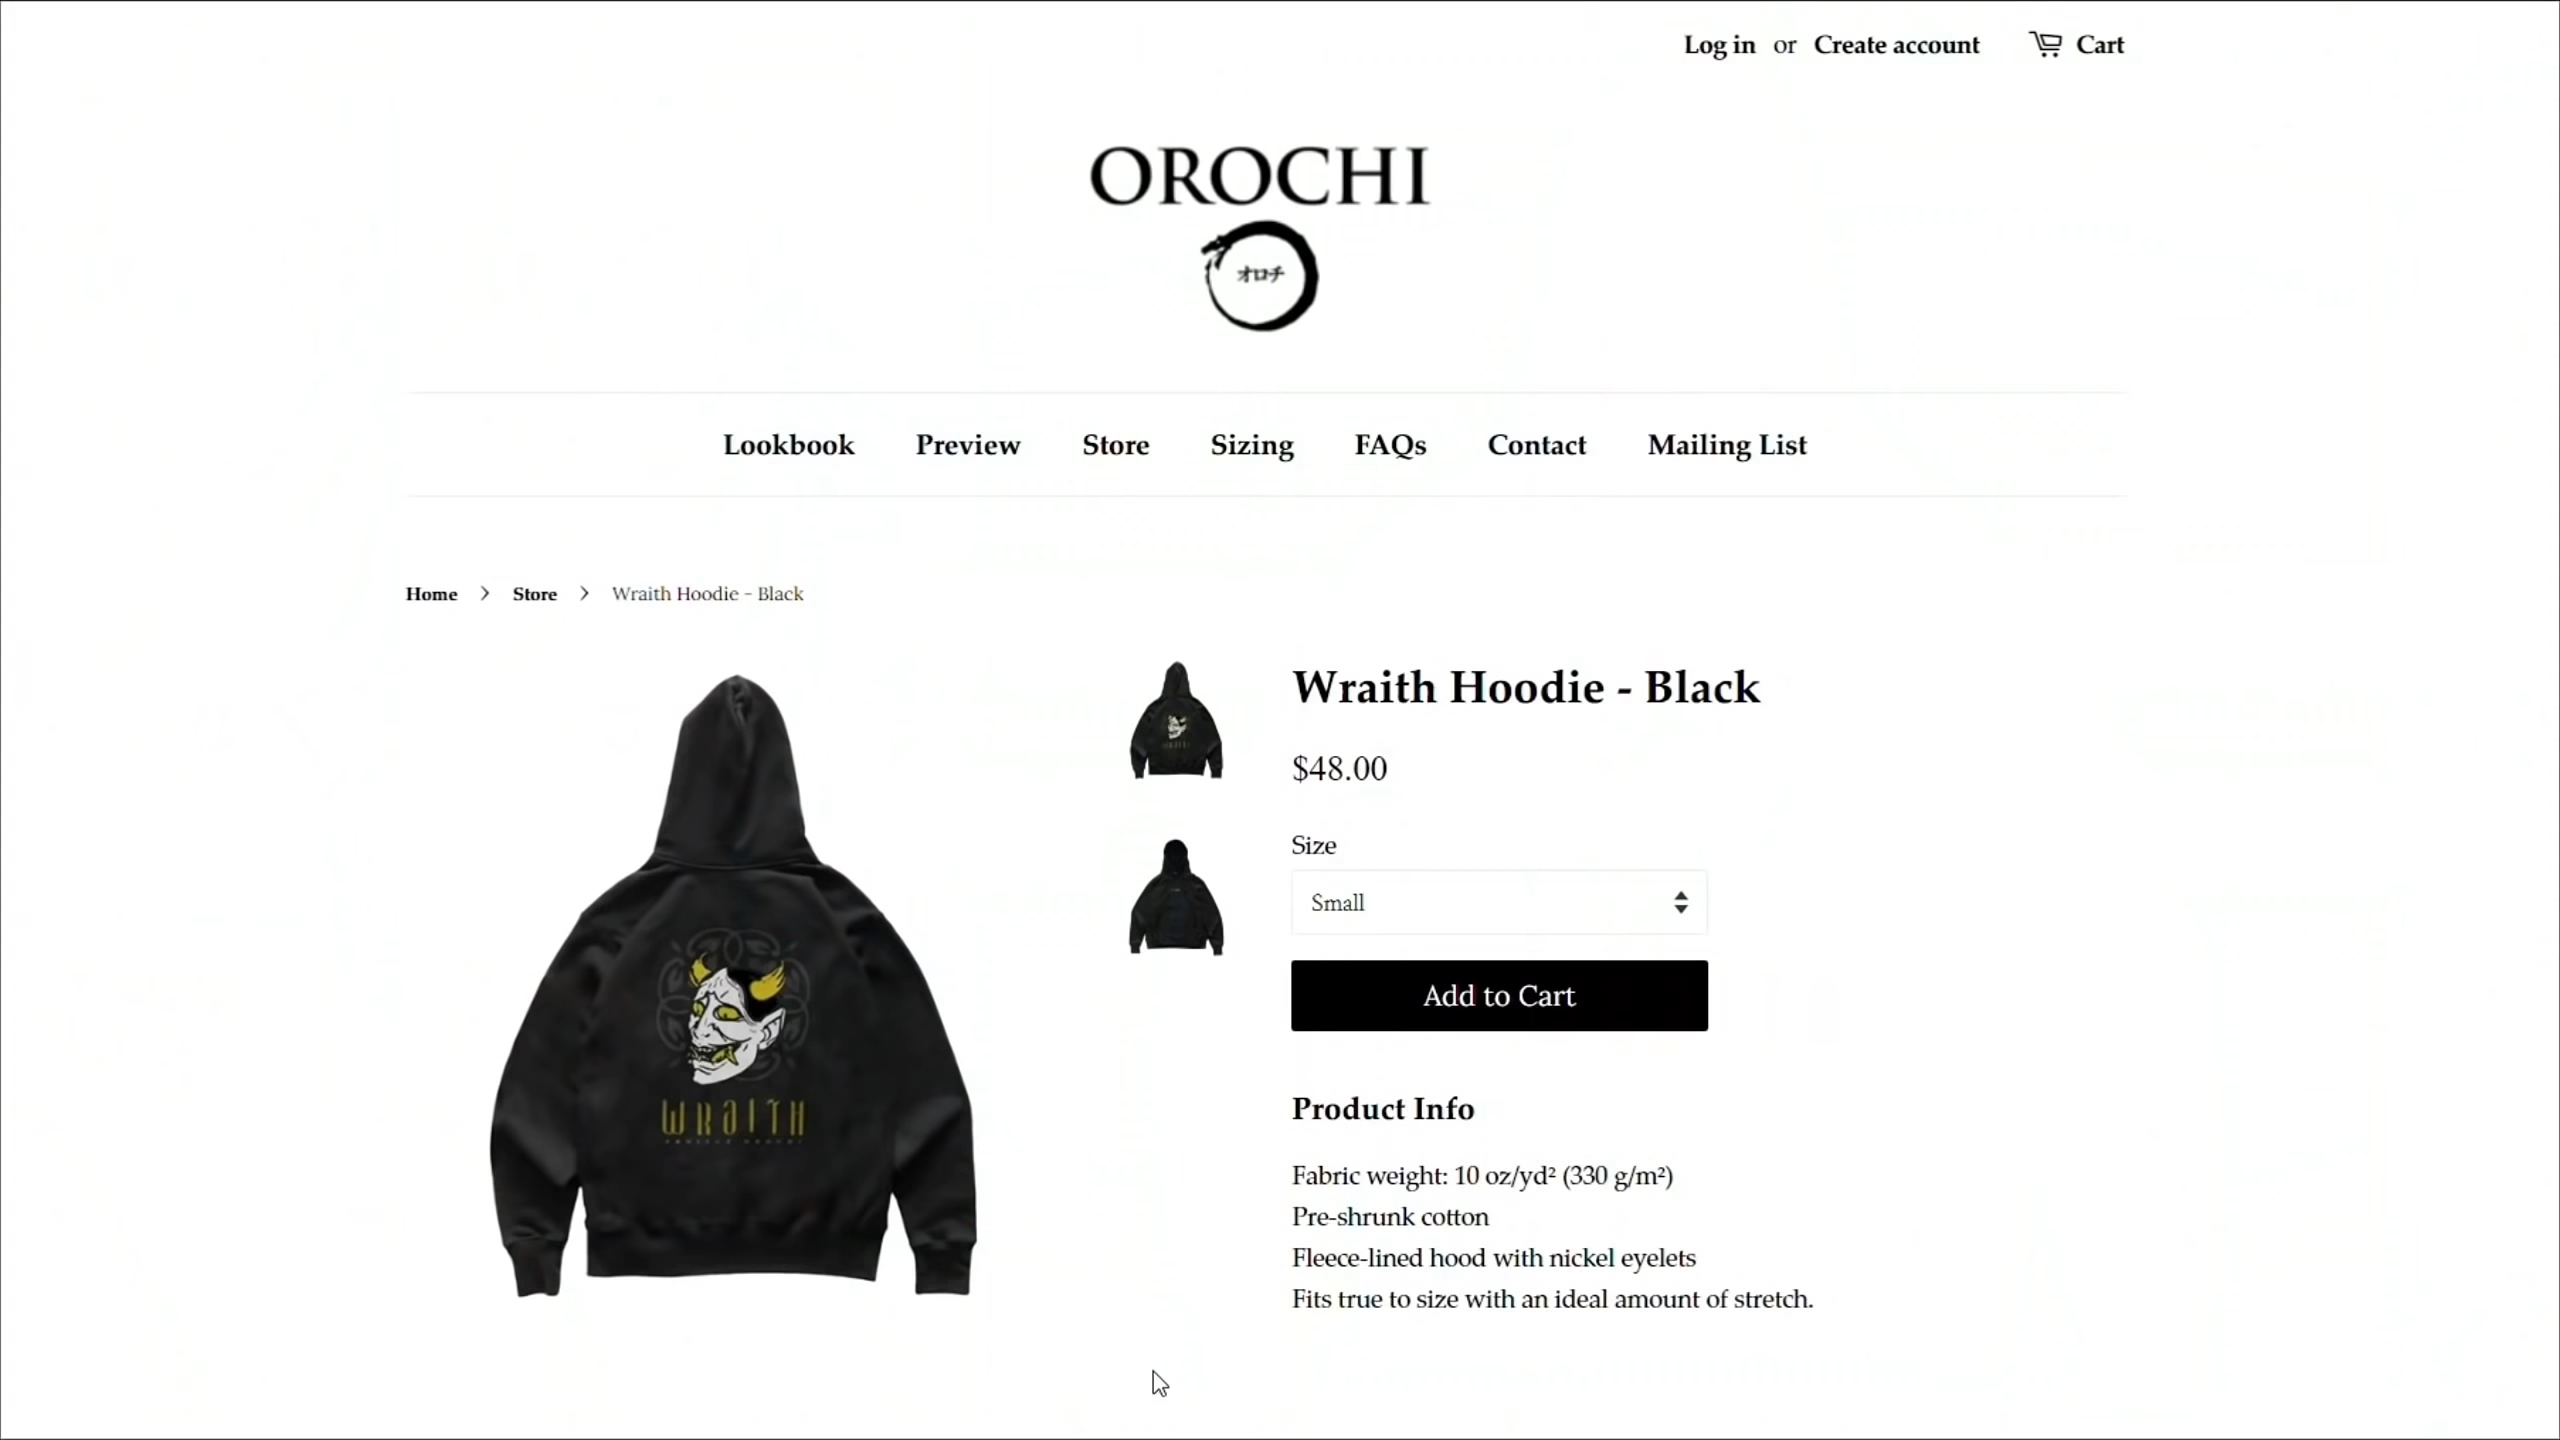 Log in or Create account Cart
OROCHI
オロチ
Lookbook Preview Store Sizing FAQs Contact Mailing List
Home > Store > Wraith Hoodie - Black
Wraith Hoodie - Black
$48.00
Size
Small
Add to Cart
WRAITH
Product Info
Fabric weight: 10 oz/yd² (330 g/m²)
Pre-shrunk cotton
Fleece-lined hood with nickel eyelets
Fits true to size with an ideal amount of stretch.